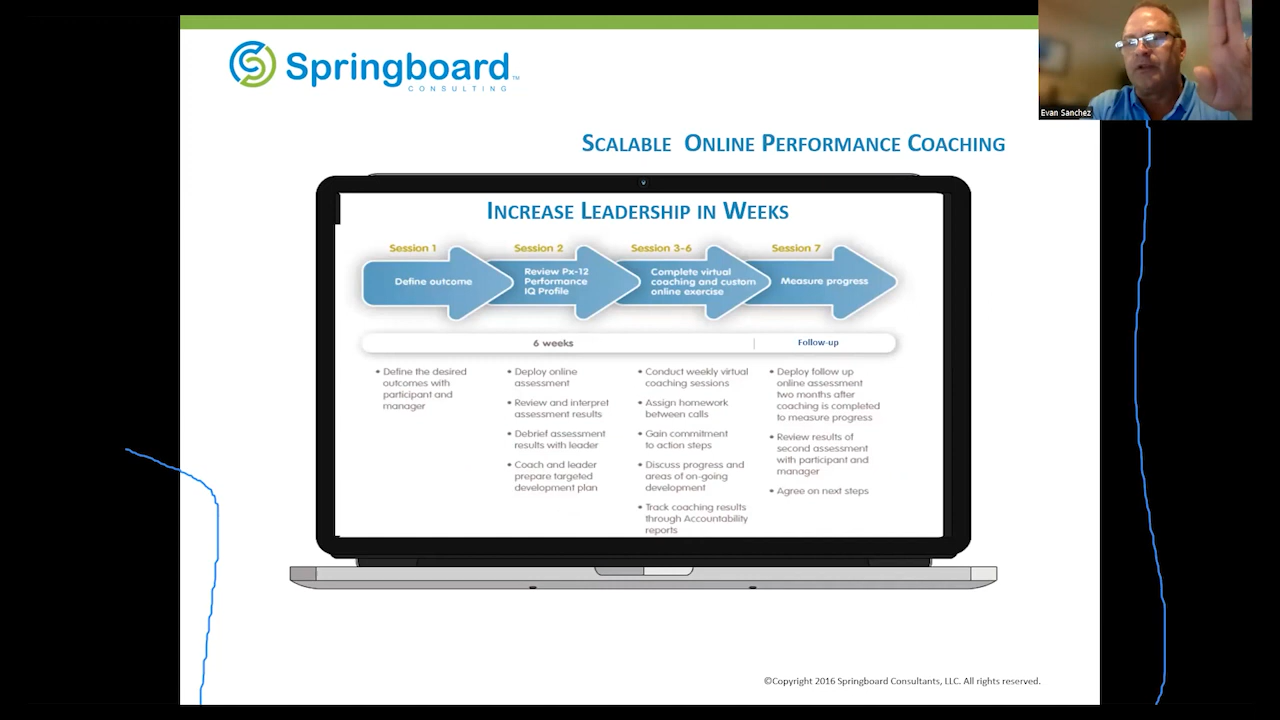 Springboard™
CONSULTING
Evan Sanchez
SCALABLE ONLINE PERFORMANCE COACHING
INCREASE LEADERSHIP IN WEEKS
Session 1
Define outcome
Session 2
Review Px-12
Performance
IQ Profile
Session 3-6
Complete virtual
coaching and custom
online exercise
Session 7
Measure progress
6 weeks
Follow-up
• Define the desired
outcomes with
participant and
manager
• Deploy online
assessment
• Review and interpret
assessment results
• Debrief assessment
results with leader
• Coach and leader
prepare targeted
development plan
• Conduct weekly virtual
coaching sessions
• Assign homework
between calls
• Gain commitment
to action steps
• Discuss progress and
areas of on-going
development
• Track coaching results
through Accountability
reports
• Deploy follow up
online assessment
two months after
coaching is completed
to measure progress
• Review results of
second assessment
with participant and
manager
• Agree on next steps
©Copyright 2016 Springboard Consultants, LLC. All rights reserved.